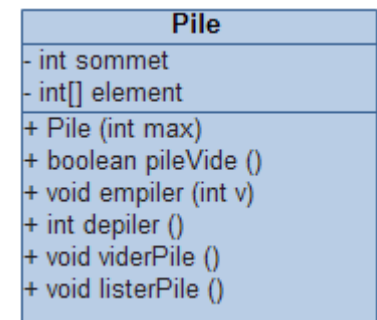 Pile
- int sommet
- int[] element
+ Pile (int max)
+ boolean pileVide ()
+ void empiler (int v)
+ int depiler ()
+ void viderPile ()
+ void listerPile ()